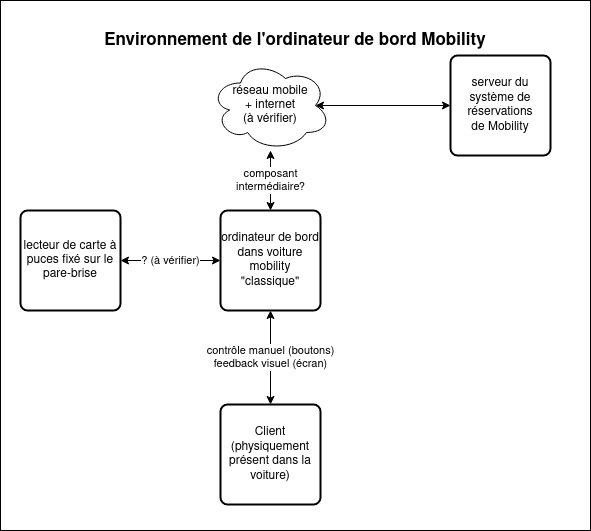 Environnement de l'ordinateur de bord Mobility
réseau mobile
+ internet
(à vérifier)
serveur du
système de
réservations
de Mobility
composant
intermédiaire?
lecteur de carte à
puces fixé sur le
pare-brise
? (à vérifier)
ordinateur de bord
dans voiture
mobility
"classique"
contrôle manuel (boutons)
feedback visuel (écran)
Client
(physiquement
présent dans la
voiture)